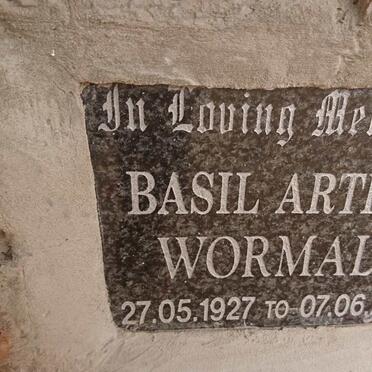 In Loving Me
BASIL ART
WORMAL
27.05.1927 TO 07.06.